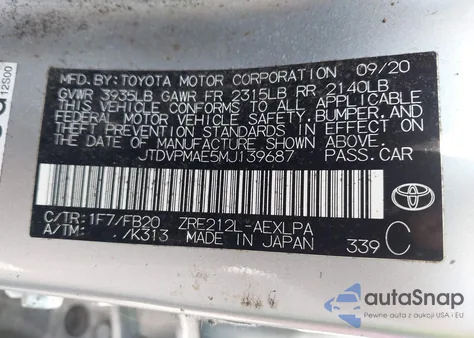 MFD.BY:TOYOTA MOTOR CORPORATION 09/20
GVWR 3935LB GAWR FR 2315LB RR 2140LB
THIS VEHICLE CONFORMS TO ALL APPLICABLE
FEDERAL MOTOR VEHICLE SAFETY,BUMPER,AND
THEFT PREVENTION STANDARDS IN EFFECT ON
THE DATE OF MANUFACTURE SHOWN ABOVE.
JTDVPMAE5MJ139687 PASS.CAR
C/TR:1F7/FB20 ZRE212L-AEXLPA
A/TM: /K313 MADE IN JAPAN 339 C
TOYOTA
12S00
autoSnap
Pewne auta z aukcji USA i EU